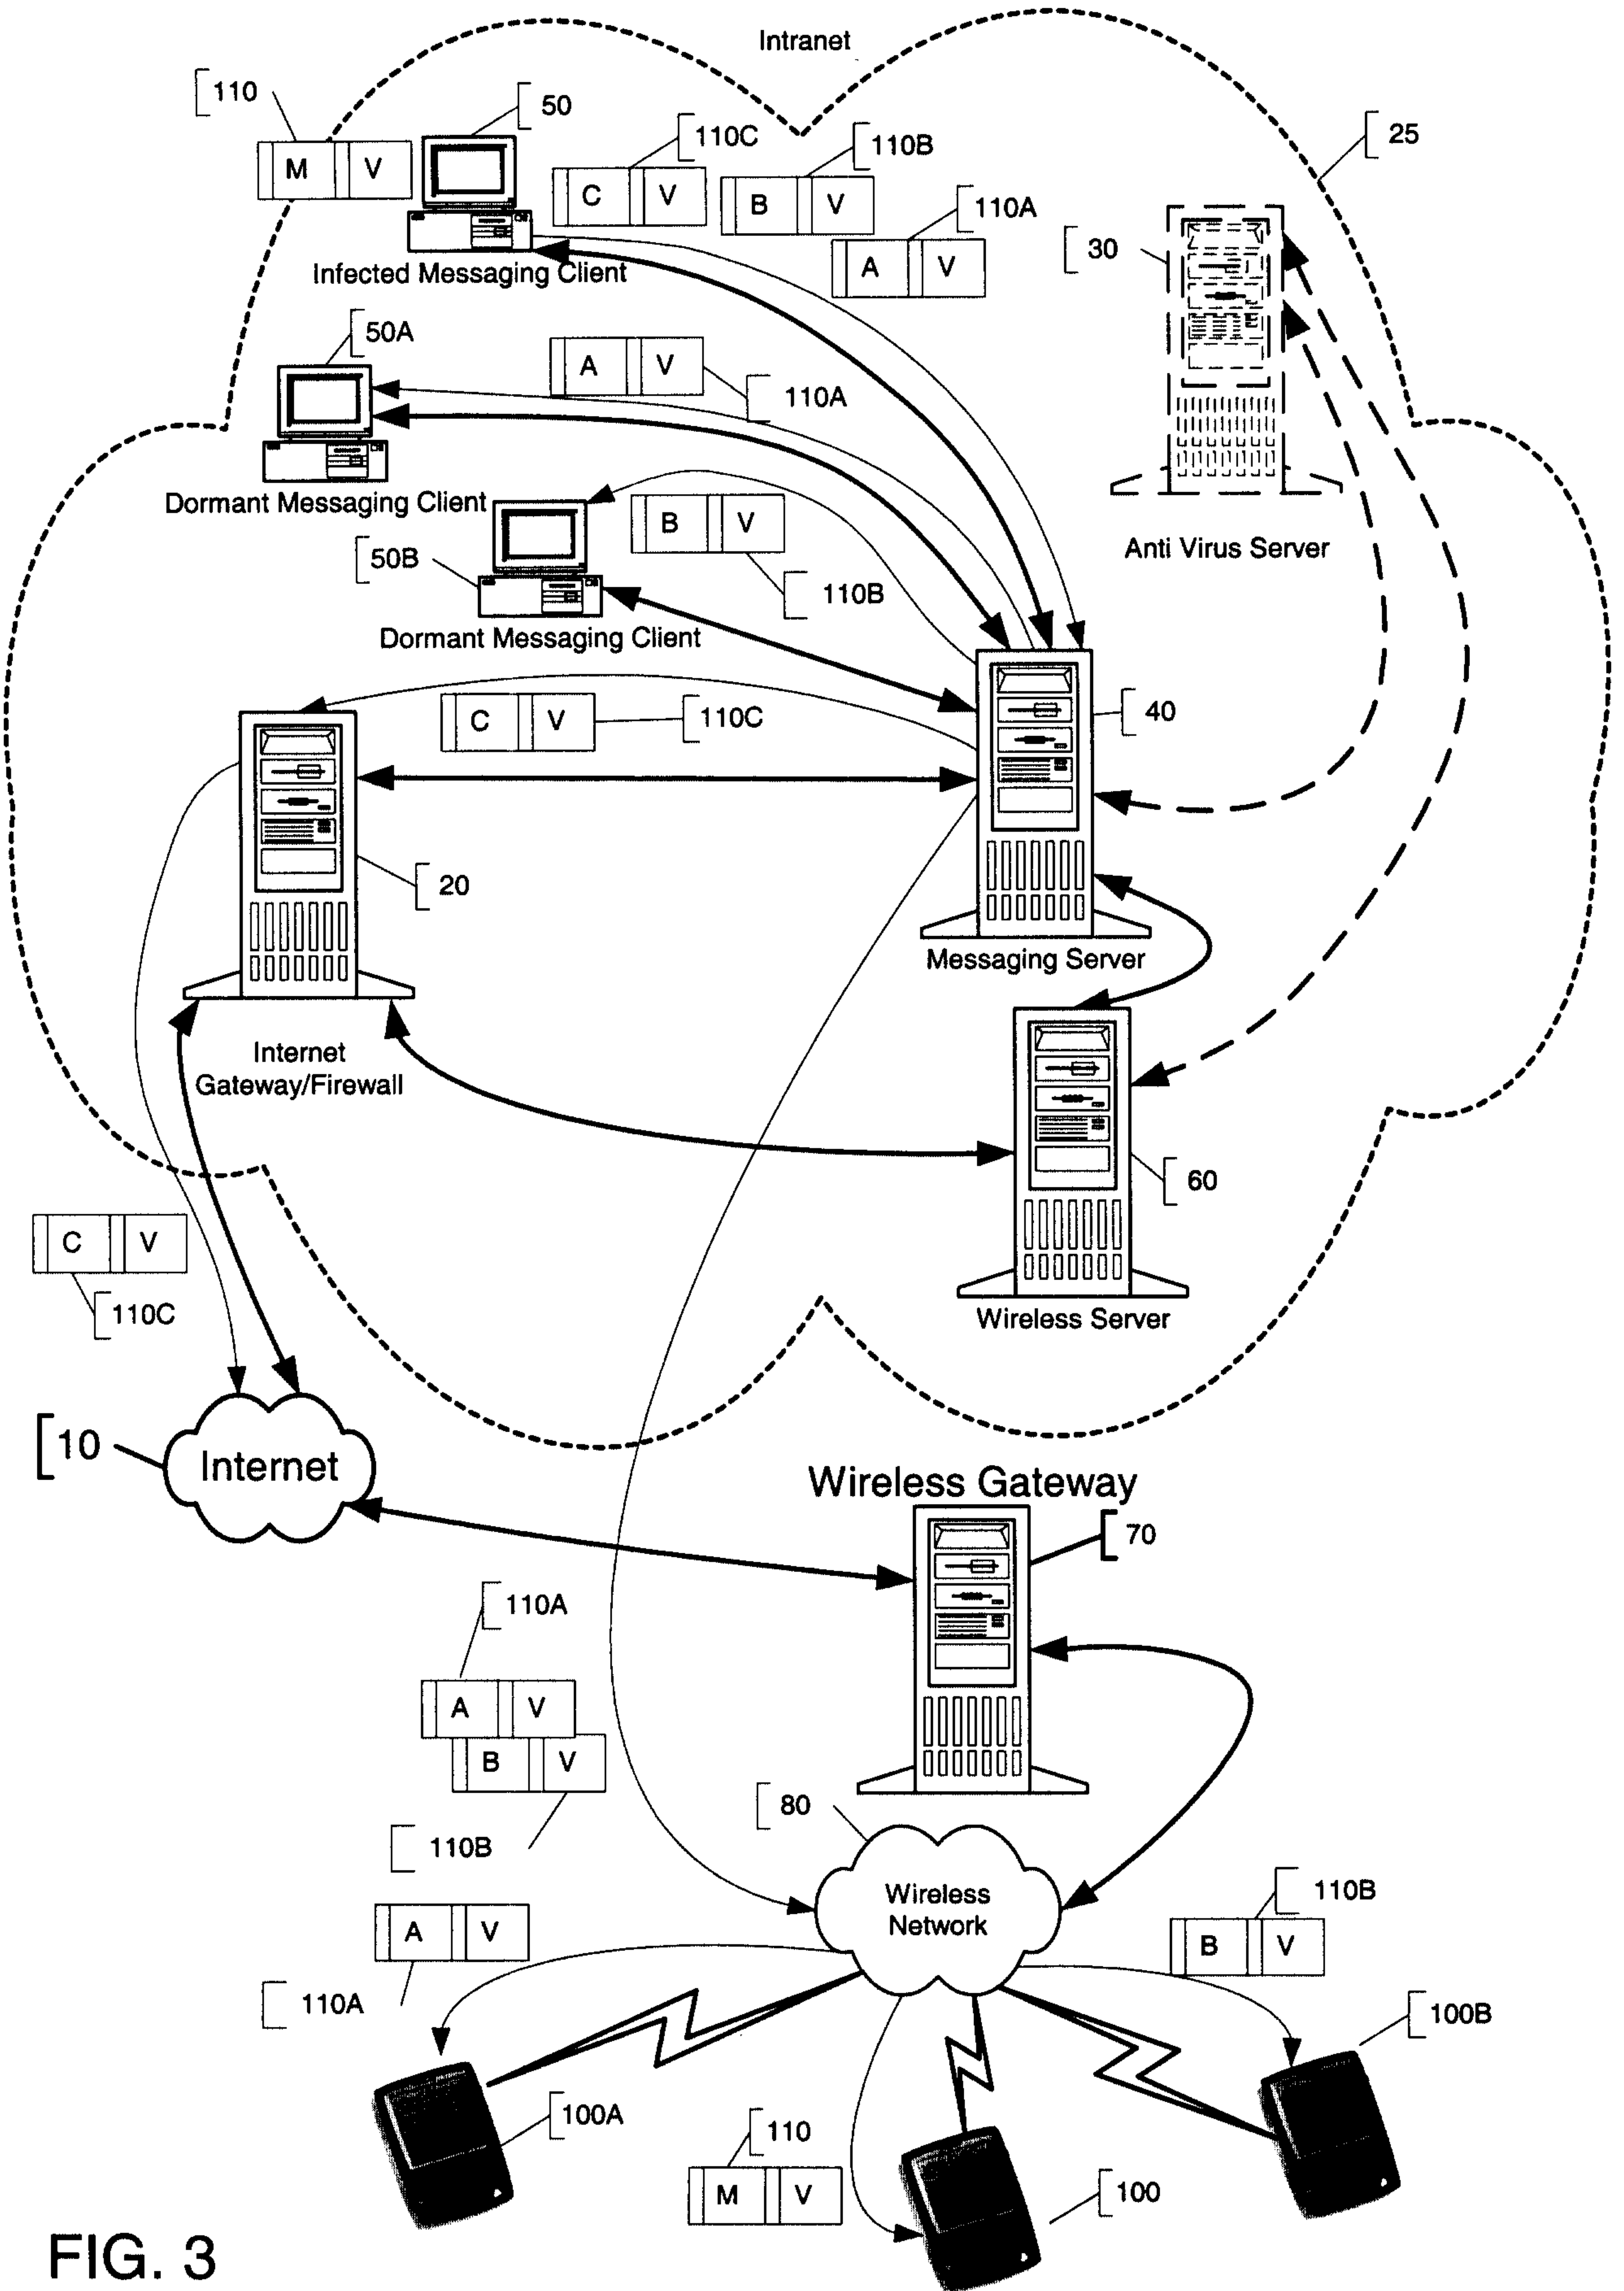 Intranet
110
50
M V
110C
110B
25
C V
B V
110A
A V
30
Infected Messaging Client
50A
A V
110A
Dormant Messaging Client
B V
50B
110B
Anti Virus Server
Dormant Messaging Client
C V
110C
40
20
Messaging Server
Internet
Gateway/Firewall
60
C V
110C
Wireless Server
10
Internet
Wireless Gateway
70
110A
A V
B V
80
110B
Wireless
Network
110B
A V
B V
110A
100B
100A
110
M V
100
FIG. 3